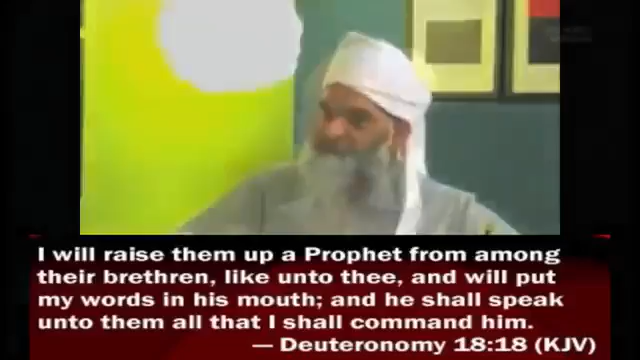 I will raise them up a Prophet from among
their brethren, like unto thee, and will put
my words in his mouth; and he shall speak
unto them all that I shall command him.
— Deuteronomy 18:18 (KJV)